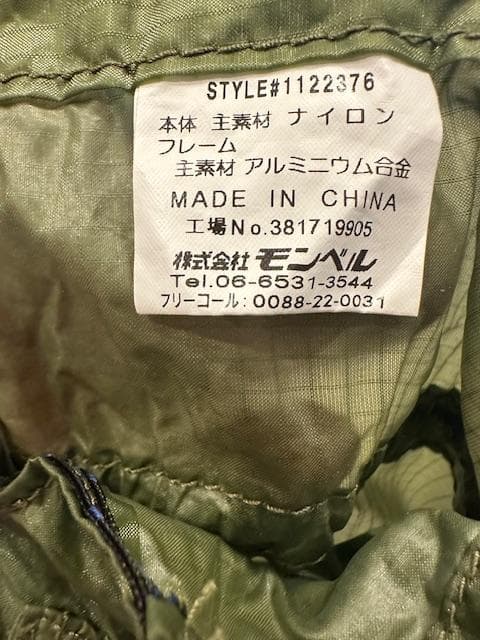 STYLE#1122376
本体 主素材 ナイロン
フレーム
主素材 アルミニウム合金
MADE IN CHINA
工場No.381719905
株式会社 モンベル
Tel.06-6531-3544
フリーコール:0088-22-0031